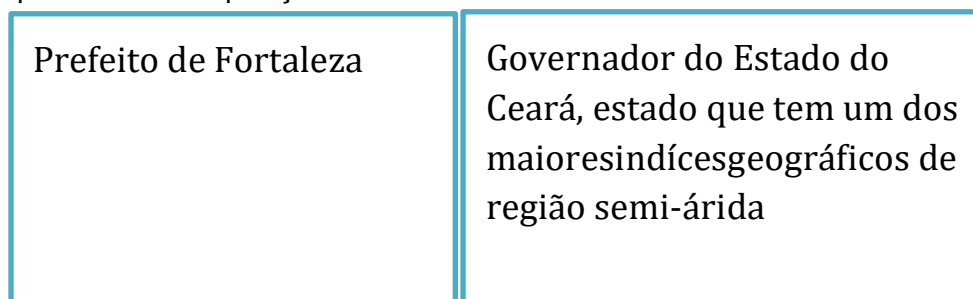 Prefeito de Fortaleza
Governador do Estado do
Ceará, estado que tem um dos
maioresindícesgeográficos de
região semi-árida